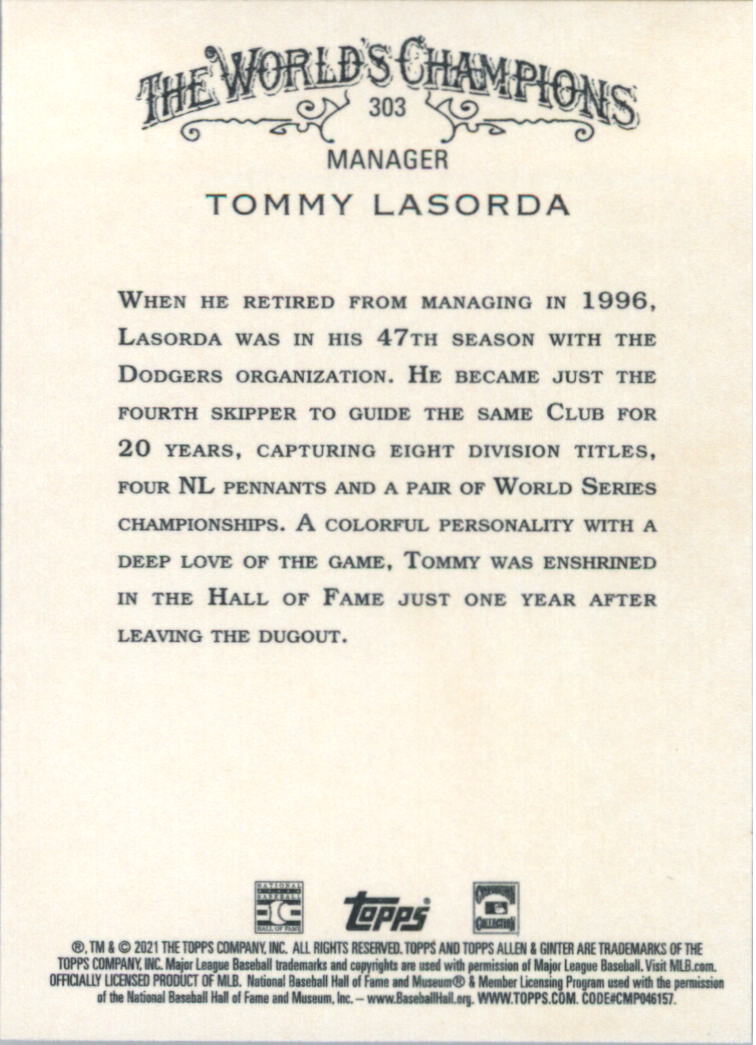 THE WORLD'S CHAMPIONS
303
MANAGER
TOMMY LASORDA
WHEN HE RETIRED FROM MANAGING IN 1996,
LASORDA WAS IN HIS 47TH SEASON WITH THE
DODGERS ORGANIZATION. HE BECAME JUST THE
FOURTH SKIPPER TO GUIDE THE SAME CLUB FOR
20 YEARS, CAPTURING EIGHT DIVISION TITLES,
FOUR NL PENNANTS AND A PAIR OF WORLD SERIES
CHAMPIONSHIPS. A COLORFUL PERSONALITY WITH A
DEEP LOVE OF THE GAME, TOMMY WAS ENSHRINED
IN THE HALL OF FAME JUST ONE YEAR AFTER
LEAVING THE DUGOUT.
NATIONAL
BASEBALL
HALL OF FAME
topps®
COOPERSTOWN
COLLECTION
®, TM & © 2021 THE TOPPS COMPANY, INC. ALL RIGHTS RESERVED. TOPPS AND TOPPS ALLEN & GINTER ARE TRADEMARKS OF THE
TOPPS COMPANY, INC. Major League Baseball trademarks and copyrights are used with permission of Major League Baseball. Visit MLB.com.
OFFICIALLY LICENSED PRODUCT OF MLB. National Baseball Hall of Fame and Museum® & Member Licensing Program used with the permission
of the National Baseball Hall of Fame and Museum, Inc. – www.BaseballHall.org. WWW.TOPPS.COM. CODE#CMP046157.